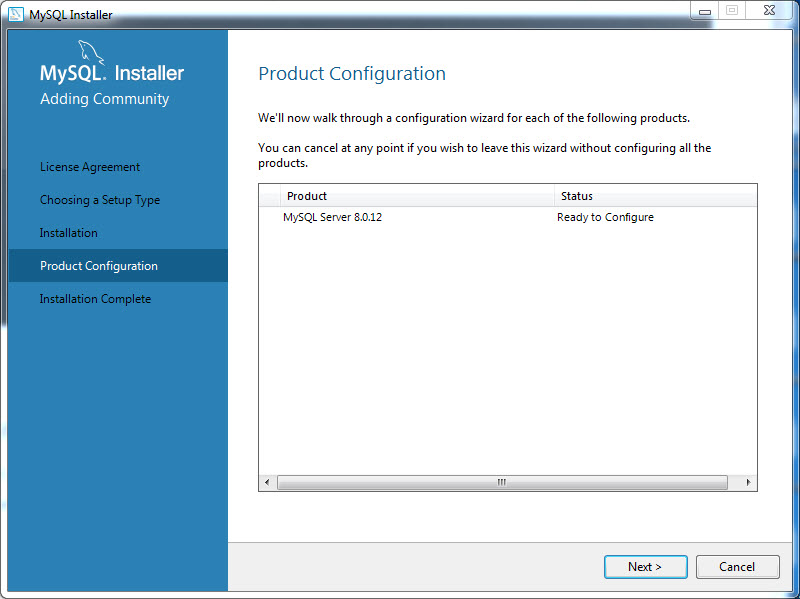 MySQL Installer
MySQL. Installer
Adding Community
License Agreement
Choosing a Setup Type
Installation
Product Configuration
Installation Complete
Product Configuration
We'll now walk through a configuration wizard for each of the following products.
You can cancel at any point if you wish to leave this wizard without configuring all the
products.
Product Status
MySQL Server 8.0.12 Ready to Configure
Next > Cancel